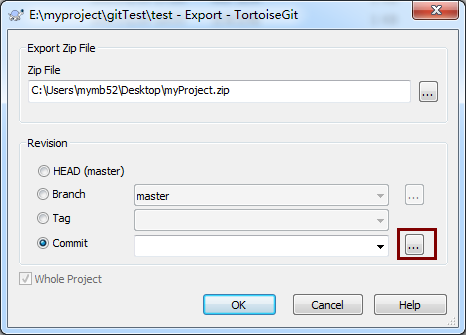 E:\myproject\gitTest\test - Export - TortoiseGit
Export Zip File
Zip File
C:\Users\mymb52\Desktop\myProject.zip
...
Revision
HEAD (master)
Branch
master
...
Tag
Commit
...
Whole Project
OK
Cancel
Help